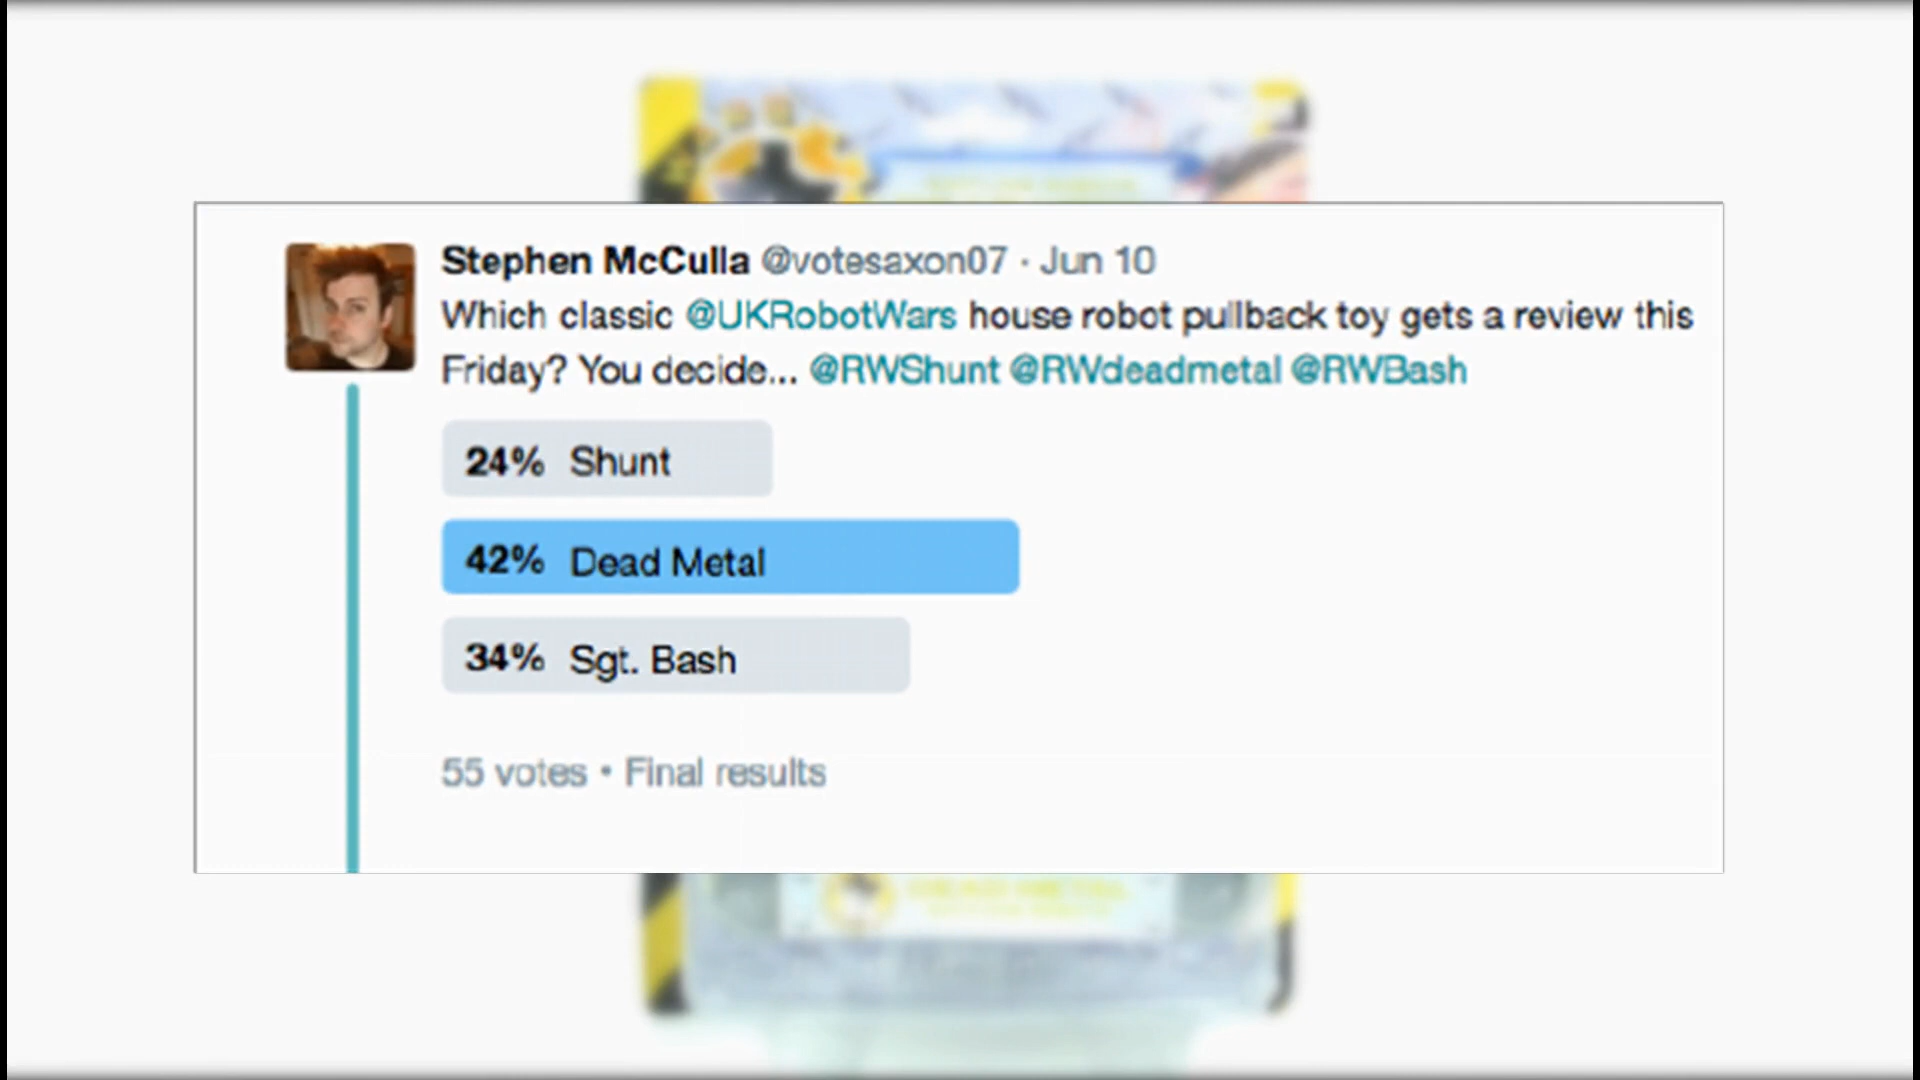 Stephen McCulla @votesaxon07 · Jun 10
Which classic @UKRobotWars house robot pullback toy gets a review this
Friday? You decide... @RWShunt @RWdeadmetal @RWBash
24% Shunt
42% Dead Metal
34% Sgt. Bash
55 votes • Final results